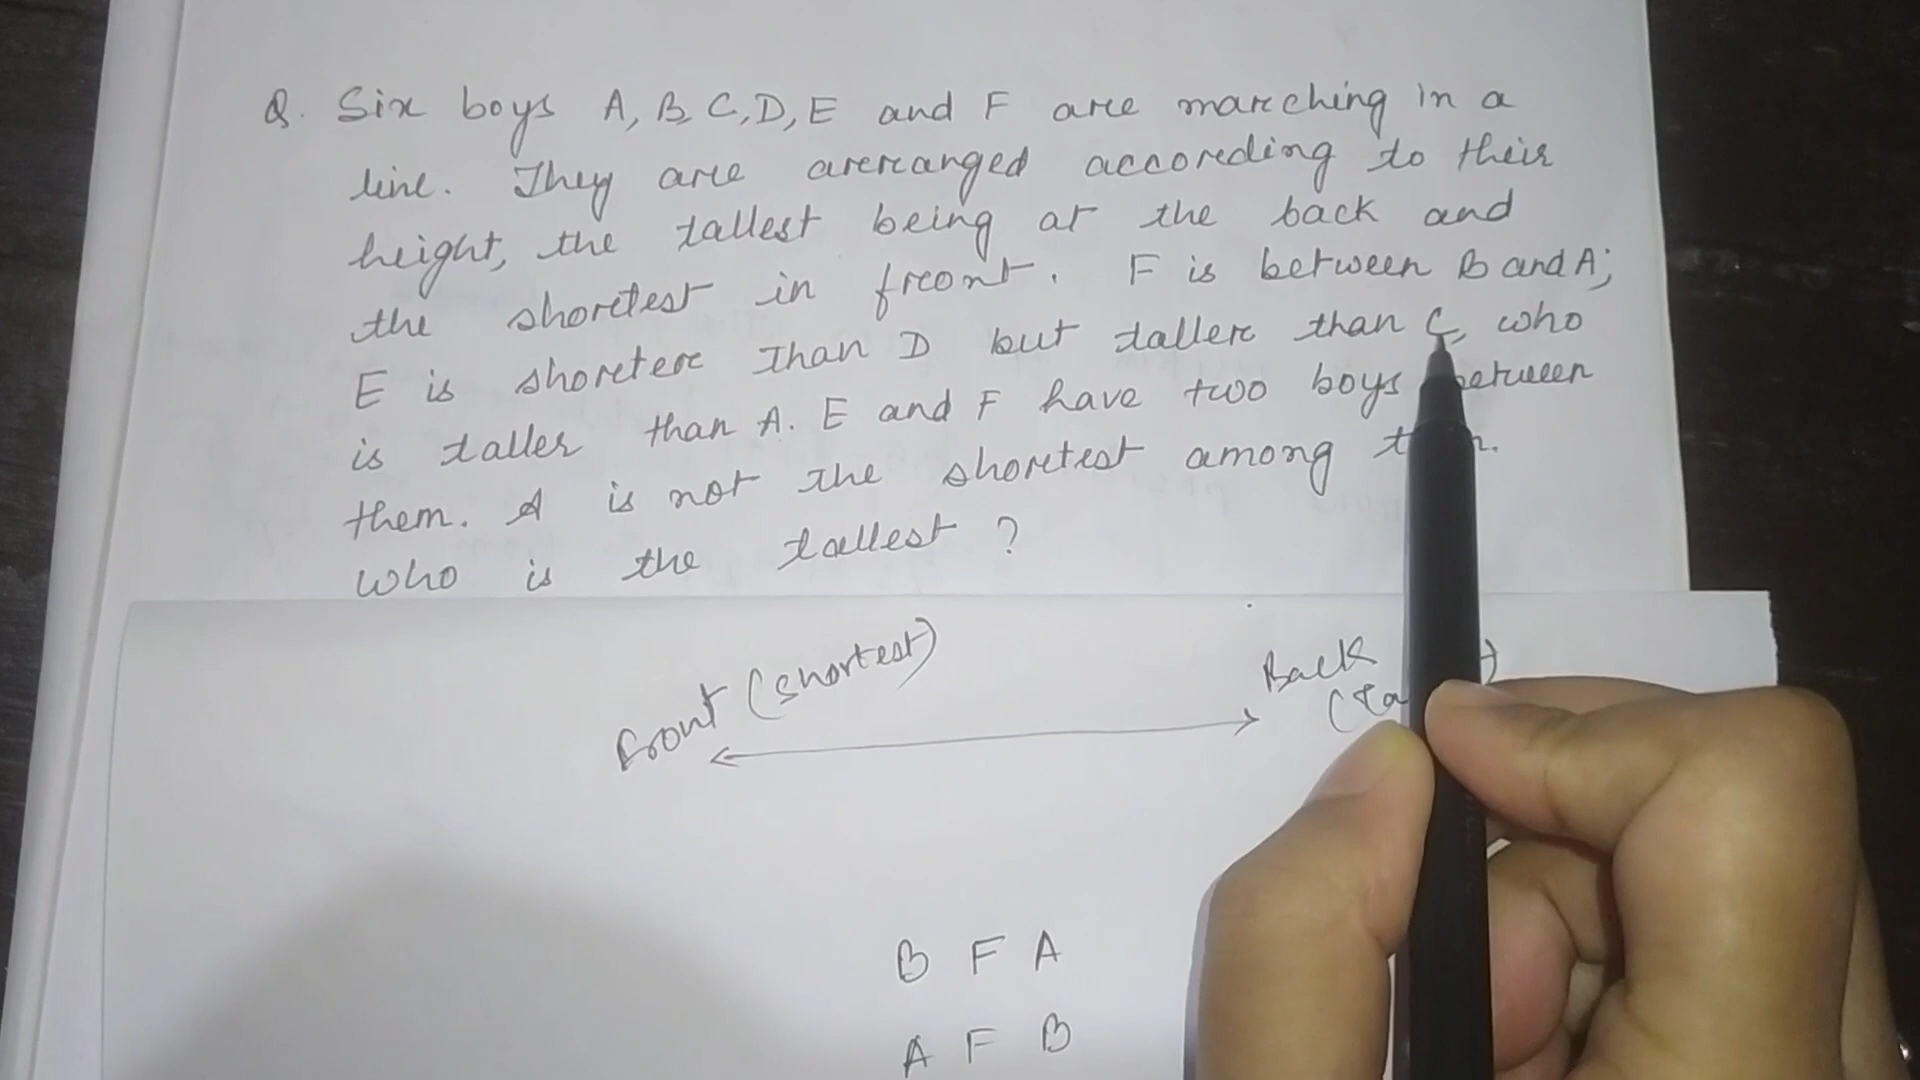 Q. Six boys A, B, C, D, E and F are marching in a
line. They are arranged according to their
height, the tallest being at the back and
the shortest in front. F is between B and A;
E is shorter Than D but taller than C, who
is taller than A. E and F have two boys between
them. A is not the shortest among
who is the tallest ?
Front (shortest)
Back
B F A
A F B